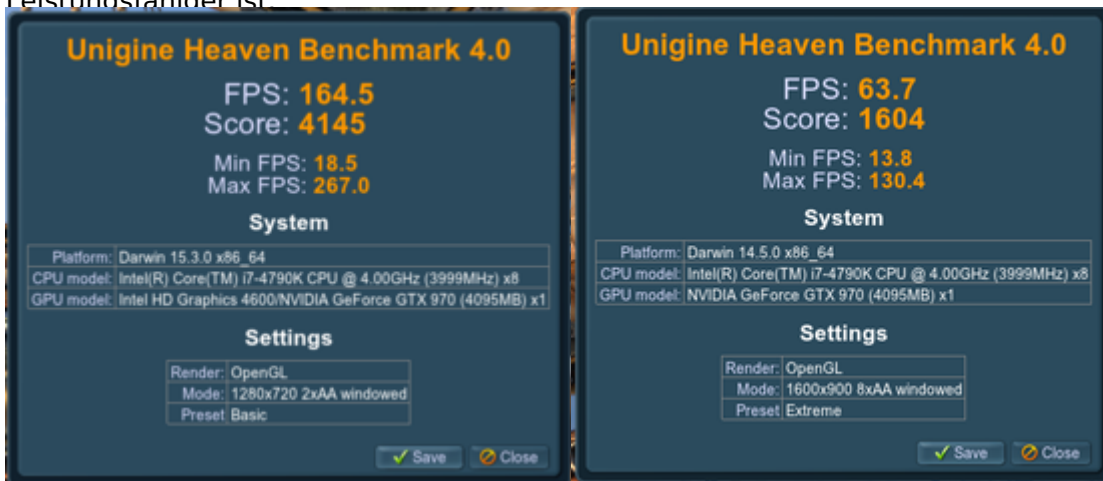 Leistungsfähiger ist.
Unigine Heaven Benchmark 4.0
FPS: 164.5
Score: 4145
Min FPS: 18.5
Max FPS: 267.0
System
Platform: Darwin 15.3.0 x86_64
CPU model: Intel(R) Core(TM) i7-4790K CPU @ 4.00GHz (3999MHz) x8
GPU model: Intel HD Graphics 4600/NVIDIA GeForce GTX 970 (4095MB) x1
Settings
Render: OpenGL
Mode: 1280x720 2xAA windowed
Preset Basic
Save Close
Unigine Heaven Benchmark 4.0
FPS: 63.7
Score: 1604
Min FPS: 13.8
Max FPS: 130.4
System
Platform: Darwin 14.5.0 x86_64
CPU model: Intel(R) Core(TM) i7-4790K CPU @ 4.00GHz (3999MHz) x8
GPU model: NVIDIA GeForce GTX 970 (4095MB) x1
Settings
Render: OpenGL
Mode: 1600x900 8xAA windowed
Preset Extreme
Save Close